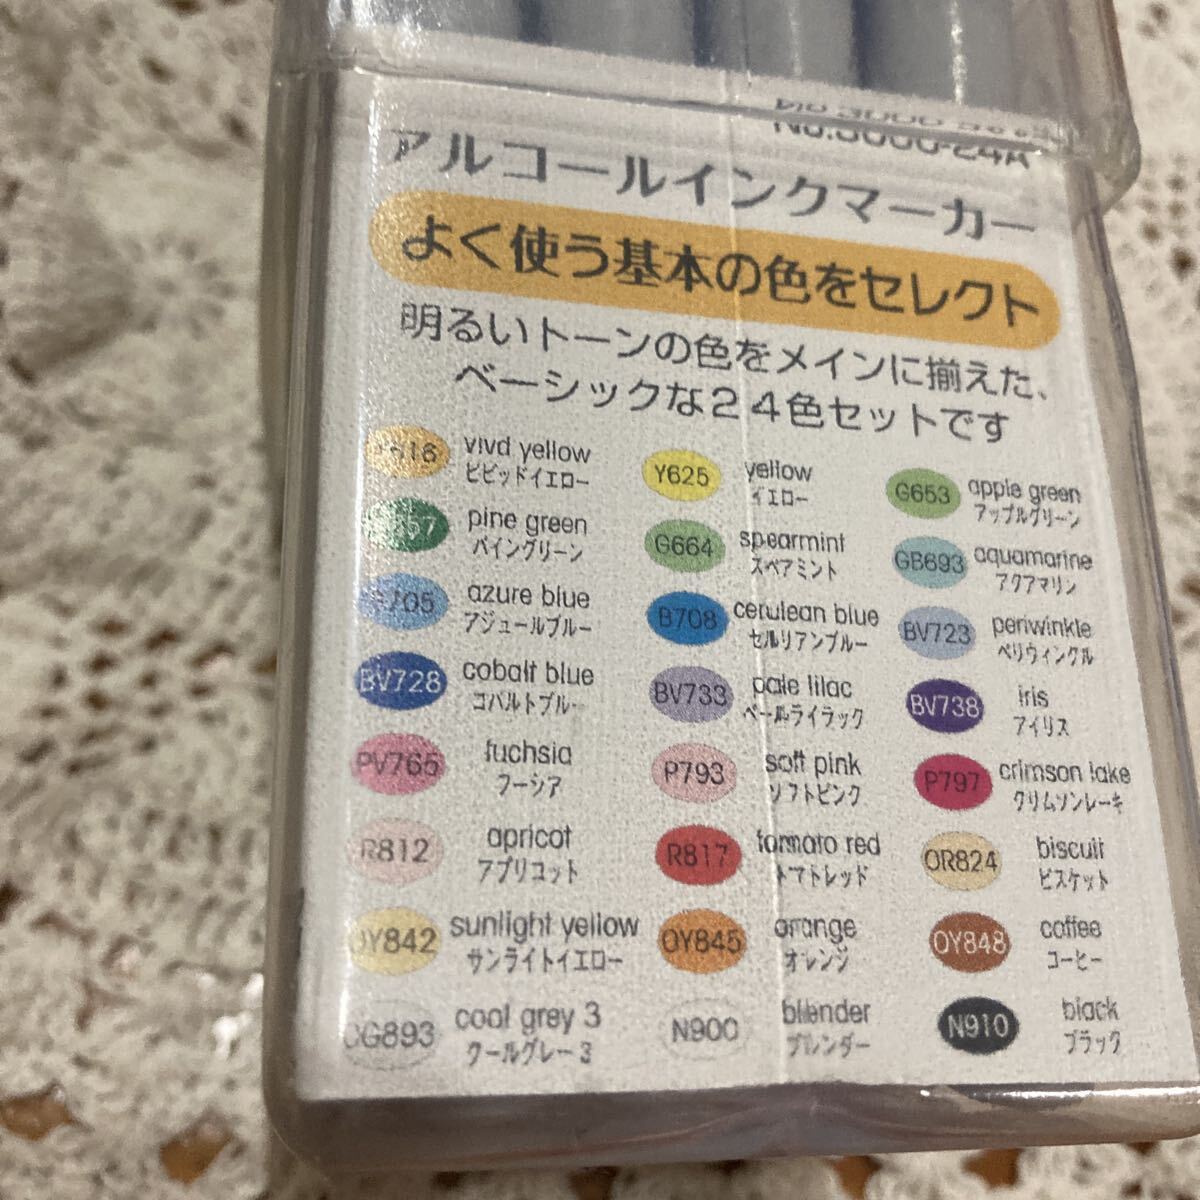 No.3000-24A
アルコールインクマーカー
よく使う基本の色をセレクト
明るいトーンの色をメインに揃えた、
ベーシックな24色セットです
vivd yellow
ビビッドイエロー
Y625 yellow
イエロー
G653 apple green
アップルグリーン
pine green
パイングリーン
G664 spearmint
スペアミント
GB693 aquamarine
アクアマリン
B705 azure blue
アジュールブルー
B708 cerulean blue
セルリアンブルー
BV723 periwinkle
ペリウィンクル
BV728 cobalt blue
コバルトブルー
BV733 pale lilac
ペールライラック
BV738 iris
アイリス
PV765 fuchsia
フーシア
P793 soft pink
ソフトピンク
P797 crimson lake
クリムソンレーキ
R812 apricot
アプリコット
R817 tomato red
トマトレッド
OR824 biscuit
ビスケット
OY842 sunlight yellow
サンライトイエロー
OY845 orange
オレンジ
OY848 coffee
コーヒー
CG893 cool grey 3
クールグレー3
N900 blender
ブレンダー
N910 black
ブラック